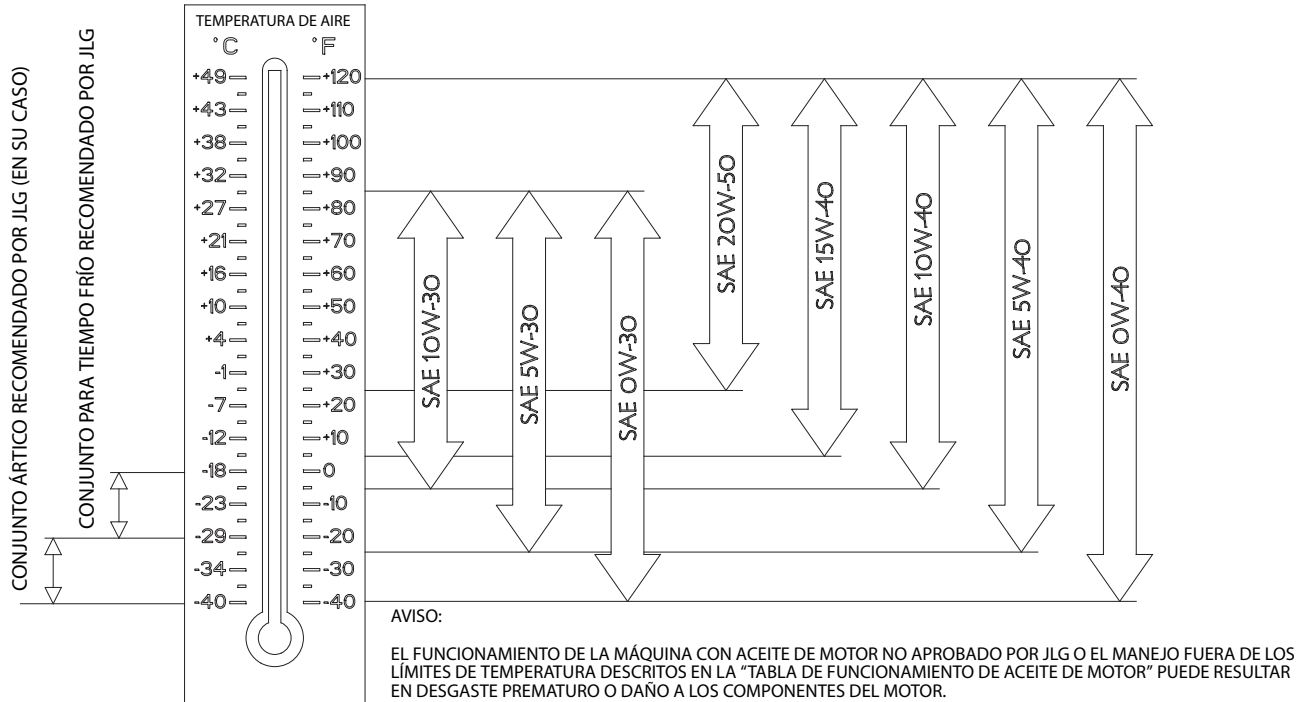 CONJUNTO ÁRTICO RECOMENDADO POR JLG (EN SU CASO)
CONJUNTO PARA TIEMPO FRÍO RECOMENDADO POR JLG
TEMPERATURA DE AIRE
°C °F
+49 +120
+43 +110
+38 +100
+32 +90
+27 +80
+21 +70
+16 +60
+10 +50
+4 +40
-1 +30
-7 +20
-12 +10
-18 0
-23 -10
-29 -20
-34 -30
-40 -40
SAE 10W-30
SAE 5W-30
SAE 0W-30
SAE 20W-50
SAE 15W-40
SAE 10W-40
SAE 5W-40
SAE 0W-40
AVISO:
EL FUNCIONAMIENTO DE LA MÁQUINA CON ACEITE DE MOTOR NO APROBADO POR JLG O EL MANEJO FUERA DE LOS
LÍMITES DE TEMPERATURA DESCRITOS EN LA “TABLA DE FUNCIONAMIENTO DE ACEITE DE MOTOR” PUEDE RESULTAR
EN DESGASTE PREMATURO O DAÑO A LOS COMPONENTES DEL MOTOR.